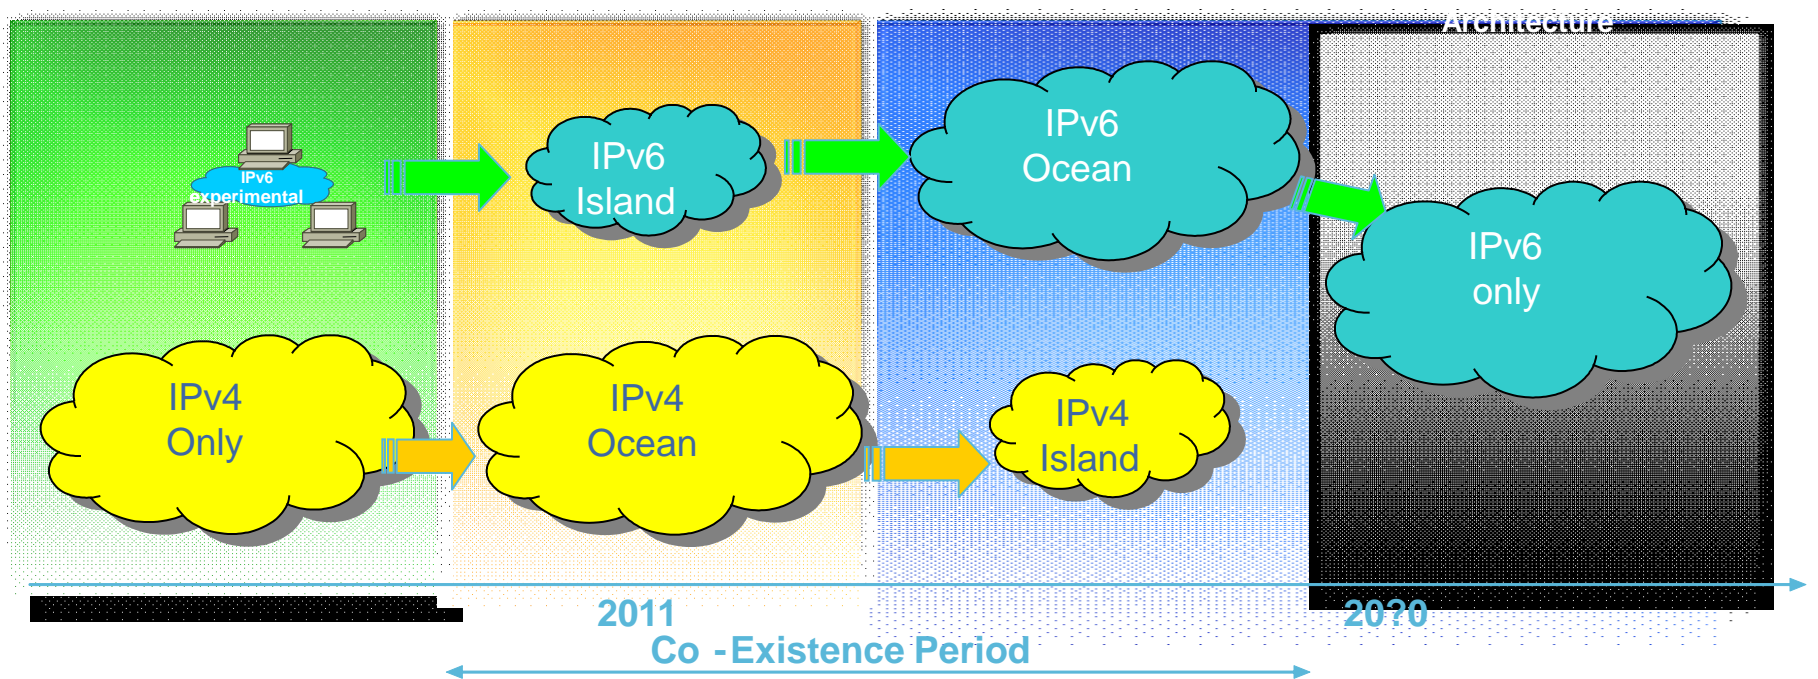 Architecture
IPv6
experimental
IPv6
Island
IPv6
Ocean
IPv6
only
IPv4
Only
IPv4
Ocean
IPv4
Island
2011
20?0
Co -Existence Period